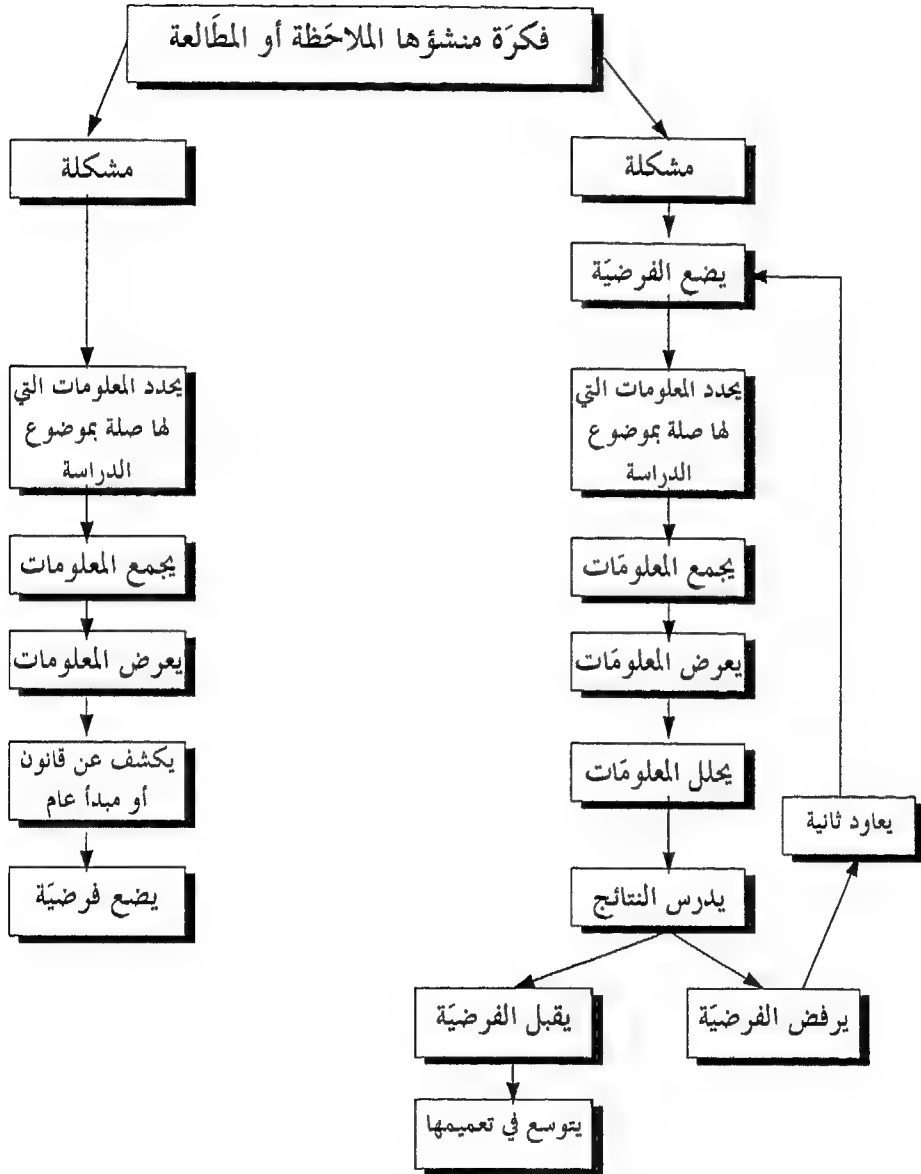 فكرَة منشؤها الملاحَظة أو المطَالعة
مشكلة
يضع الفرضيَّة
يحدد المعلومات التي
لها صلة بموضوع
الدراسة
يجمع المعلومَات
يعرض المعلومَات
يحلل المعلومَات
يدرس النتائج
يرفض الفرضيَّة
يعاود ثانية
يقبل الفرضيَّة
يتوسع في تعميمها
مشكلة
يحدد المعلومات التي
لها صلة بموضوع
الدراسة
يجمع المعلومات
يعرض المعلومات
يكشف عن قانون
أو مبدأ عام
يضع فرضيَّة